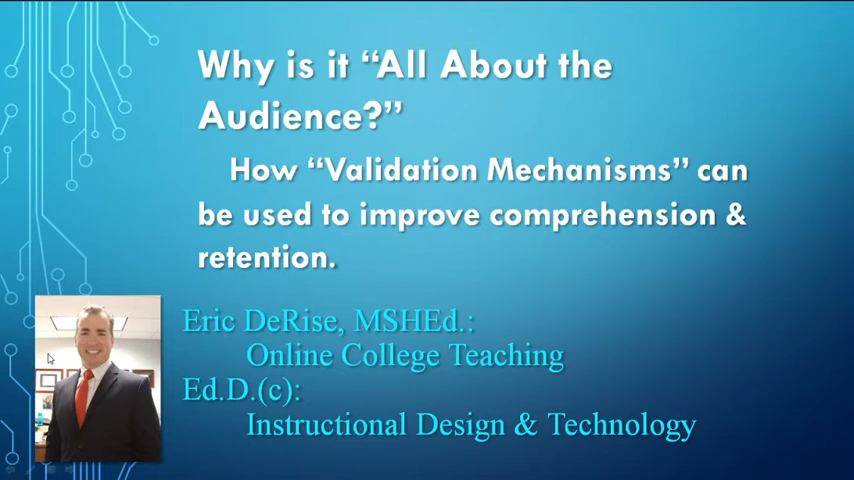 Why is it “All About the
Audience?”
How “Validation Mechanisms” can
be used to improve comprehension &
retention.
Eric DeRise, MSHEd.:
Online College Teaching
Ed.D.(c):
Instructional Design & Technology